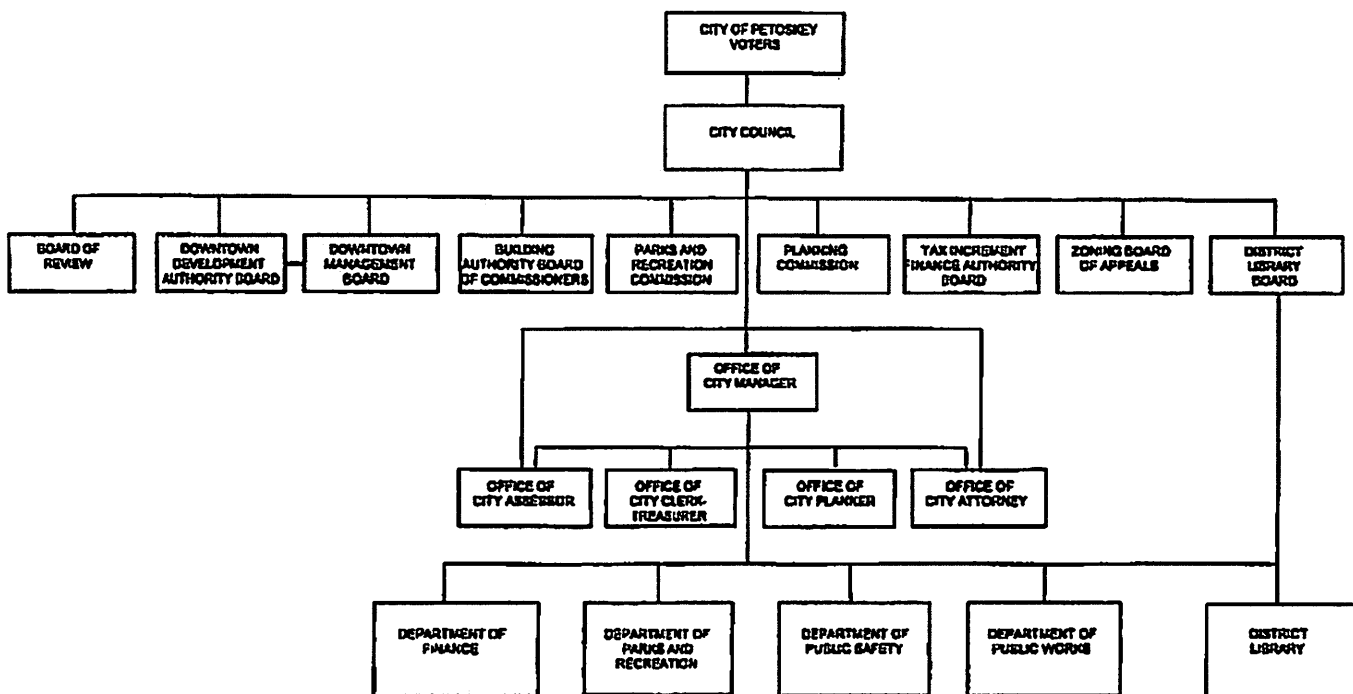 CITY OF PETOSKEY
VOTERS
CITY COUNCIL
BOARD OF
REVIEW
DOWNTOWN
DEVELOPMENT
AUTHORITY BOARD
DOWNTOWN
MANAGEMENT
BOARD
BUILDING
AUTHORITY BOARD
OF COMMISSIONERS
PARKS AND
RECREATION
COMMISSION
PLANNING
COMMISSION
TAX INCREMENT
FINANCE AUTHORITY
BOARD
ZONING BOARD
OF APPEALS
DISTRICT
LIBRARY
BOARD
OFFICE OF
CITY MANAGER
OFFICE OF
CITY ASSESSOR
OFFICE OF
CITY CLERK-
TREASURER
OFFICE OF
CITY PLANNER
OFFICE OF
CITY ATTORNEY
DEPARTMENT OF
FINANCE
DEPARTMENT OF
PARKS AND
RECREATION
DEPARTMENT OF
PUBLIC SAFETY
DEPARTMENT OF
PUBLIC WORKS
DISTRICT
LIBRARY